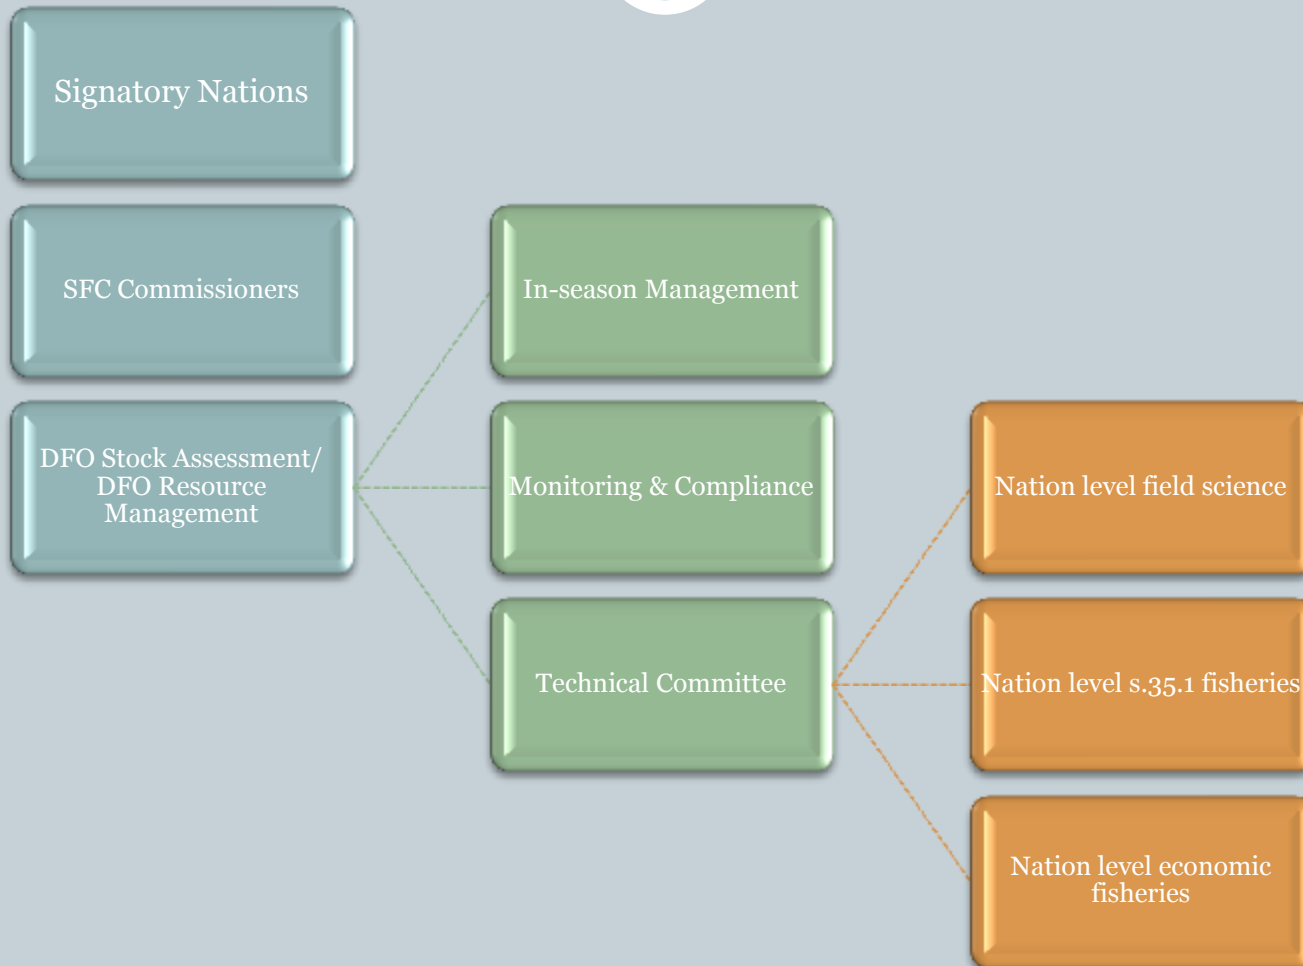 Signatory Nations
SFC Commissioners
DFO Stock Assessment/
DFO Resource
Management
In-season Management
Monitoring & Compliance
Technical Committee
Nation level field science
Nation level s.35.1 fisheries
Nation level economic
fisheries